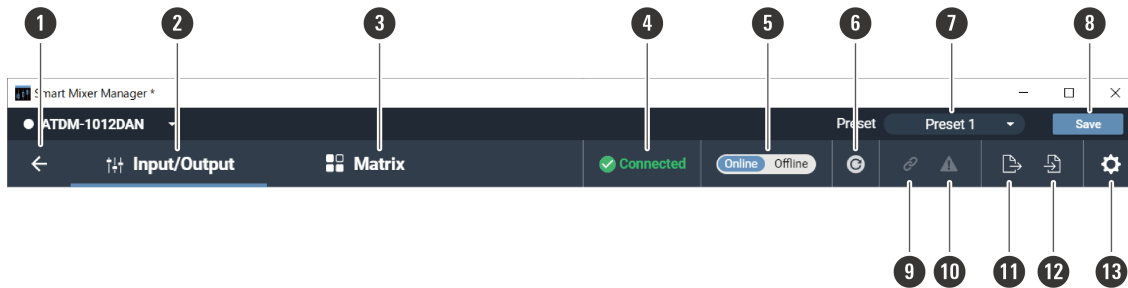 1 2 3 4 5 6 7 8
Smart Mixer Manager *
ATDM-1012DAN Preset Preset 1 Save
Input/Output Matrix Connected Online Offline
9 10 11 12 13